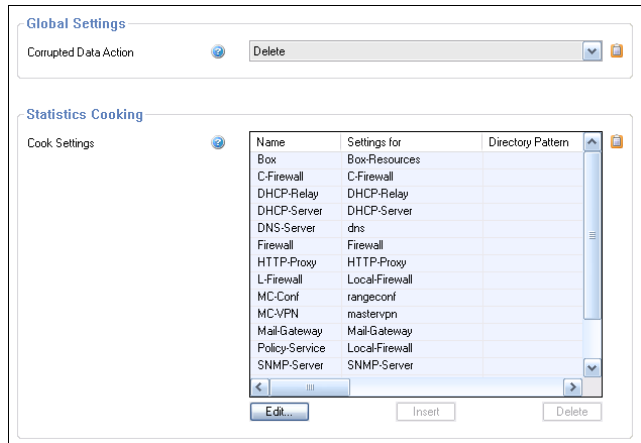 Global Settings
Corrupted Data Action Delete
Statistics Cooking
Cook Settings
Name Settings for Directory Pattern
Box Box-Resources
C-Firewall C-Firewall
DHCP-Relay DHCP-Relay
DHCP-Server DHCP-Server
DNS-Server dns
Firewall Firewall
HTTP-Proxy HTTP-Proxy
L-Firewall Local-Firewall
MC-Conf rangeconf
MC-VPN mastervpn
Mail-Gateway Mail-Gateway
Policy-Service Local-Firewall
SNMP-Server SNMP-Server
Edit... Insert Delete